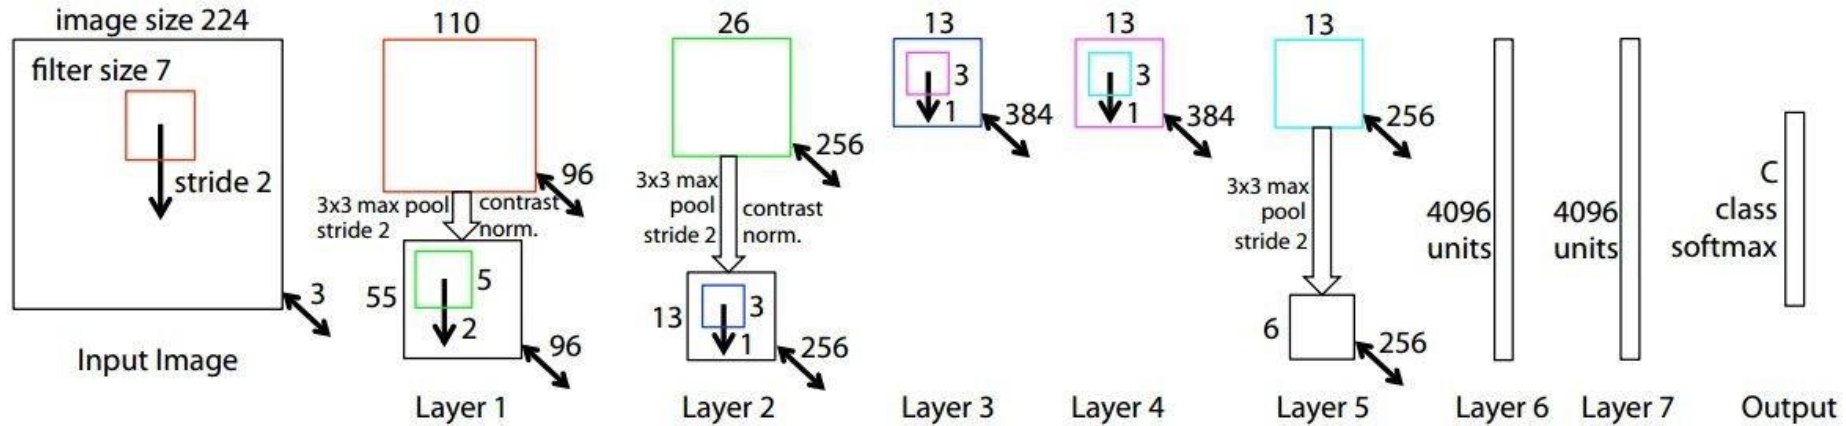 image size 224
filter size 7
stride 2
3
Input Image
110
96
3x3 max pool
stride 2
contrast
norm.
55
5
2
96
Layer 1
26
256
3x3 max
pool
stride 2
contrast
norm.
13
3
1
256
Layer 2
13
3
1
384
Layer 3
13
3
1
384
Layer 4
13
256
3x3 max
pool
stride 2
6
256
Layer 5
4096
units
Layer 6
4096
units
Layer 7
C
class
softmax
Output